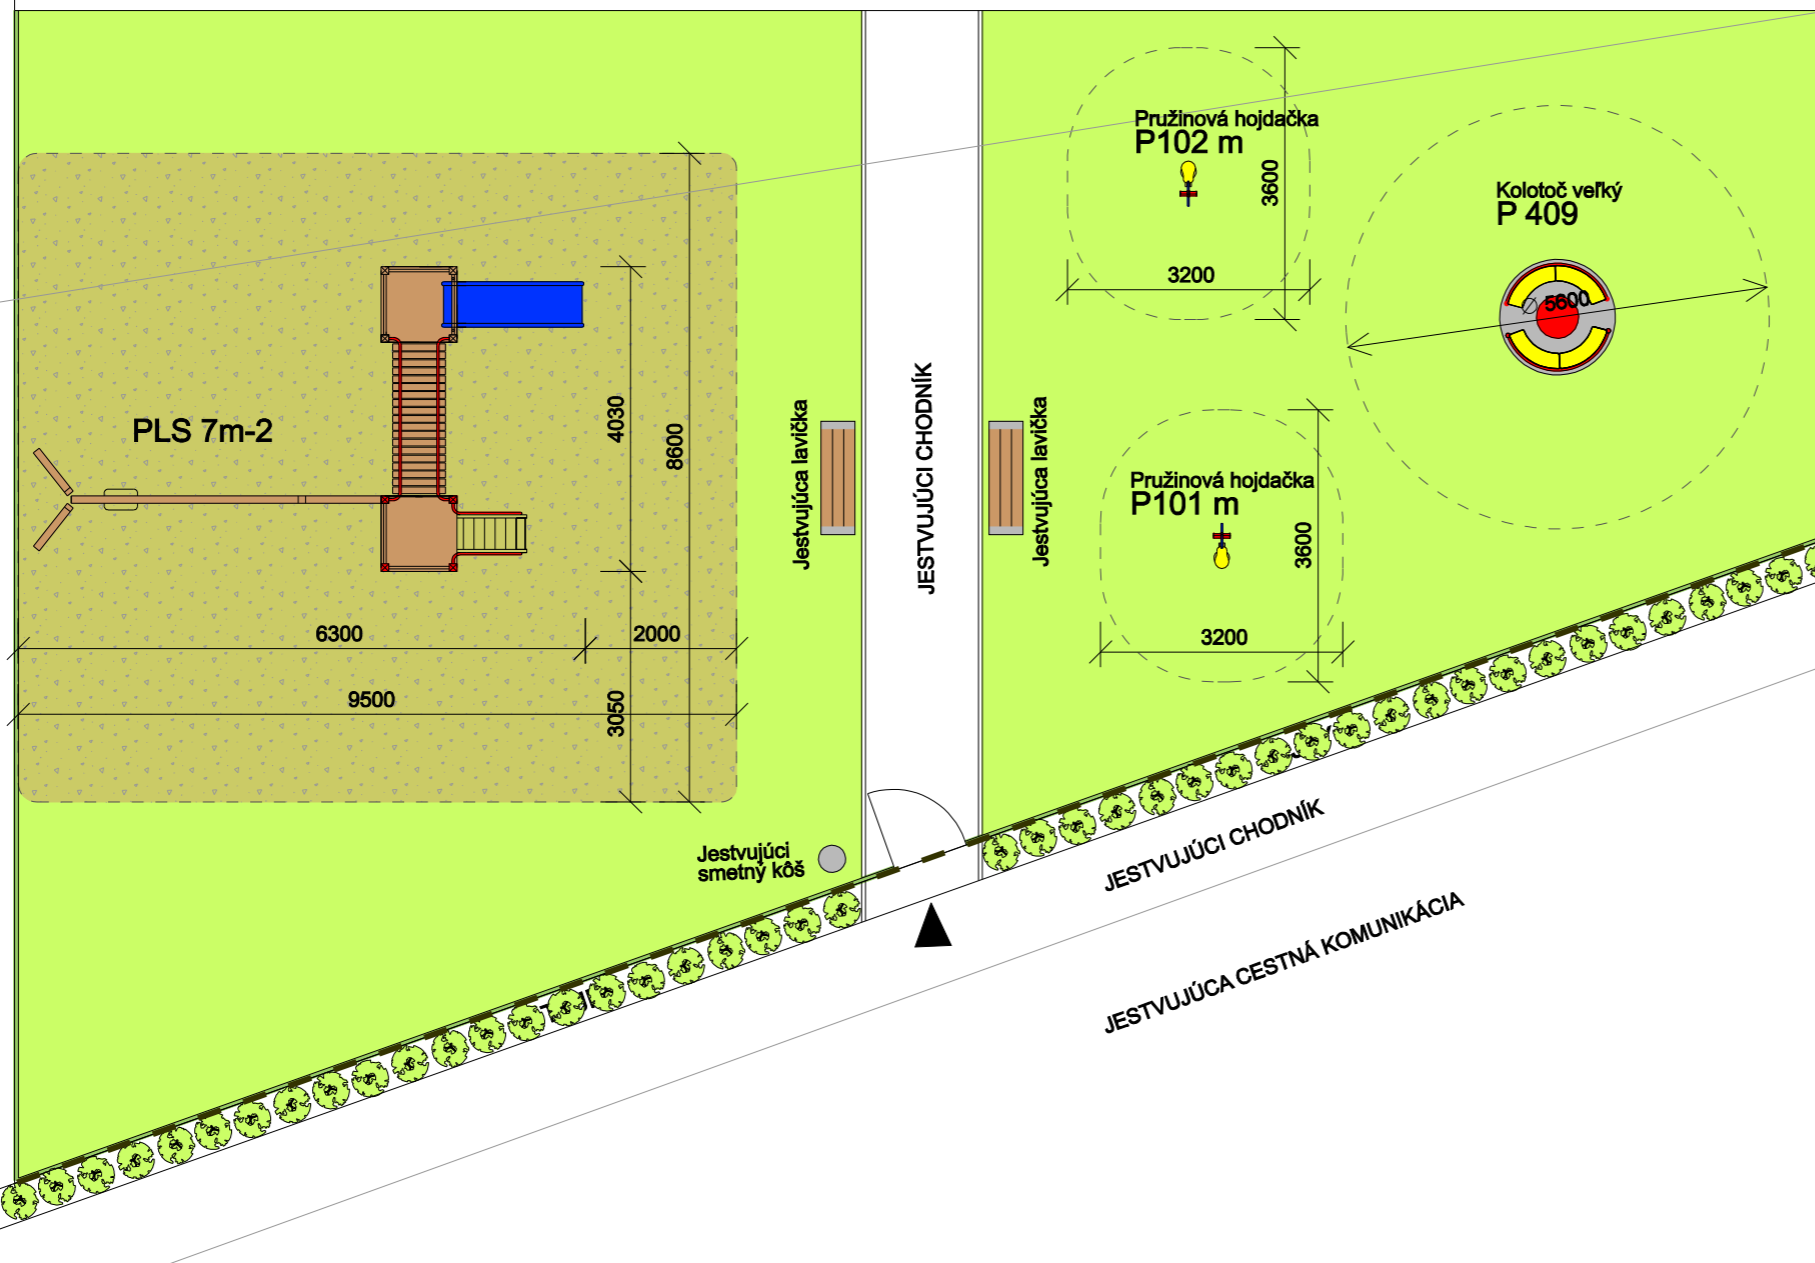 Pružinová hojdačka
P102 m
3600
3200
Kolotoč veľký
P 409
⌀ 5600
PLS 7m-2
4030
8600
6300
2000
9500
3050
Jestvujúca lavička
JESTVUJÚCI CHODNÍK
Jestvujúca lavička
Pružinová hojdačka
P101 m
3600
3200
Jestvujúci
smetný kôš
JESTVUJÚCI CHODNÍK
JESTVUJÚCA CESTNÁ KOMUNIKÁCIA